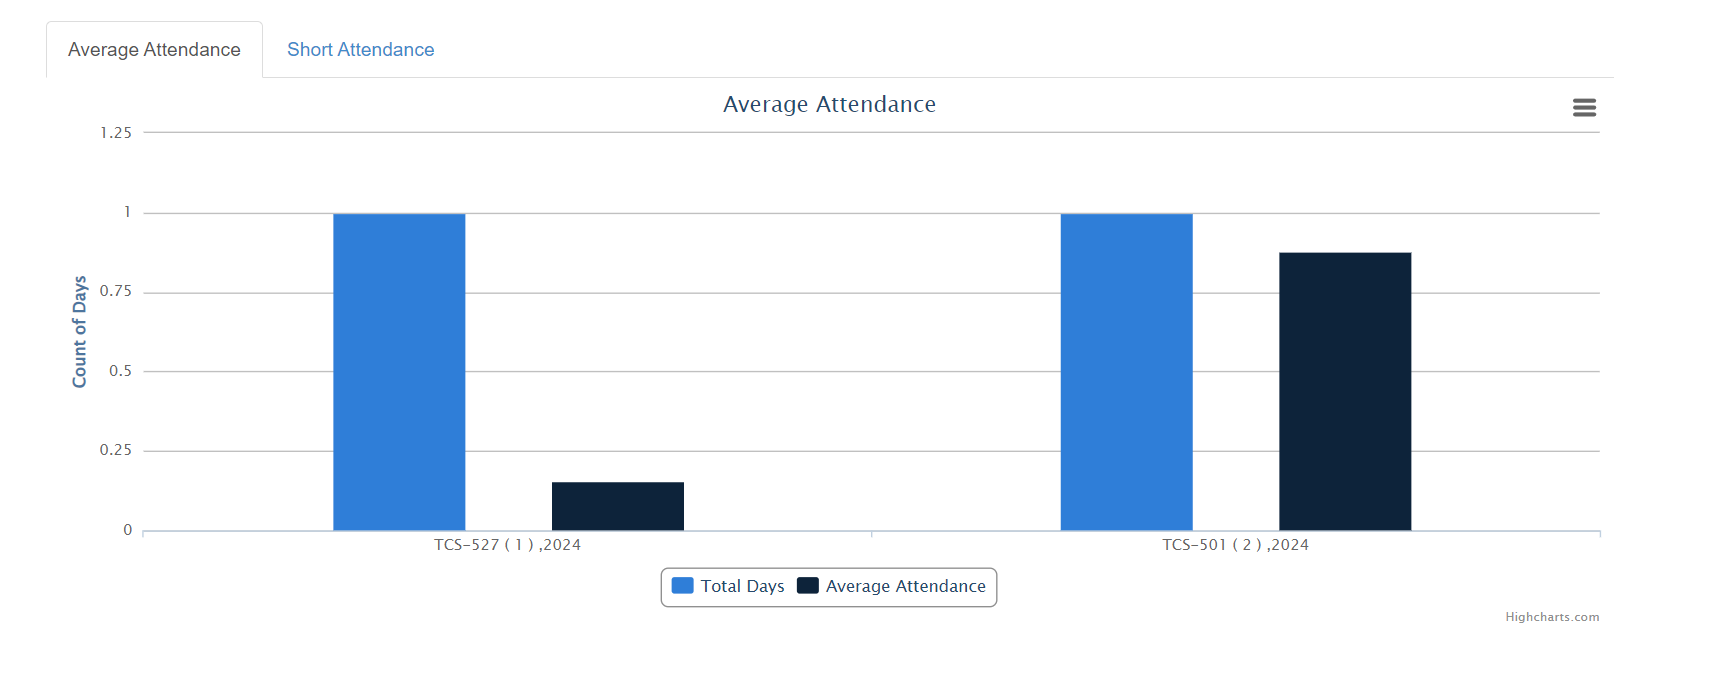 Average Attendance
Short Attendance
Average Attendance
1.25
1
0.75
0.5
0.25
0
Count of Days
TCS-527 ( 1 ) ,2024
TCS-501 ( 2 ) ,2024
Total Days
Average Attendance
Highcharts.com